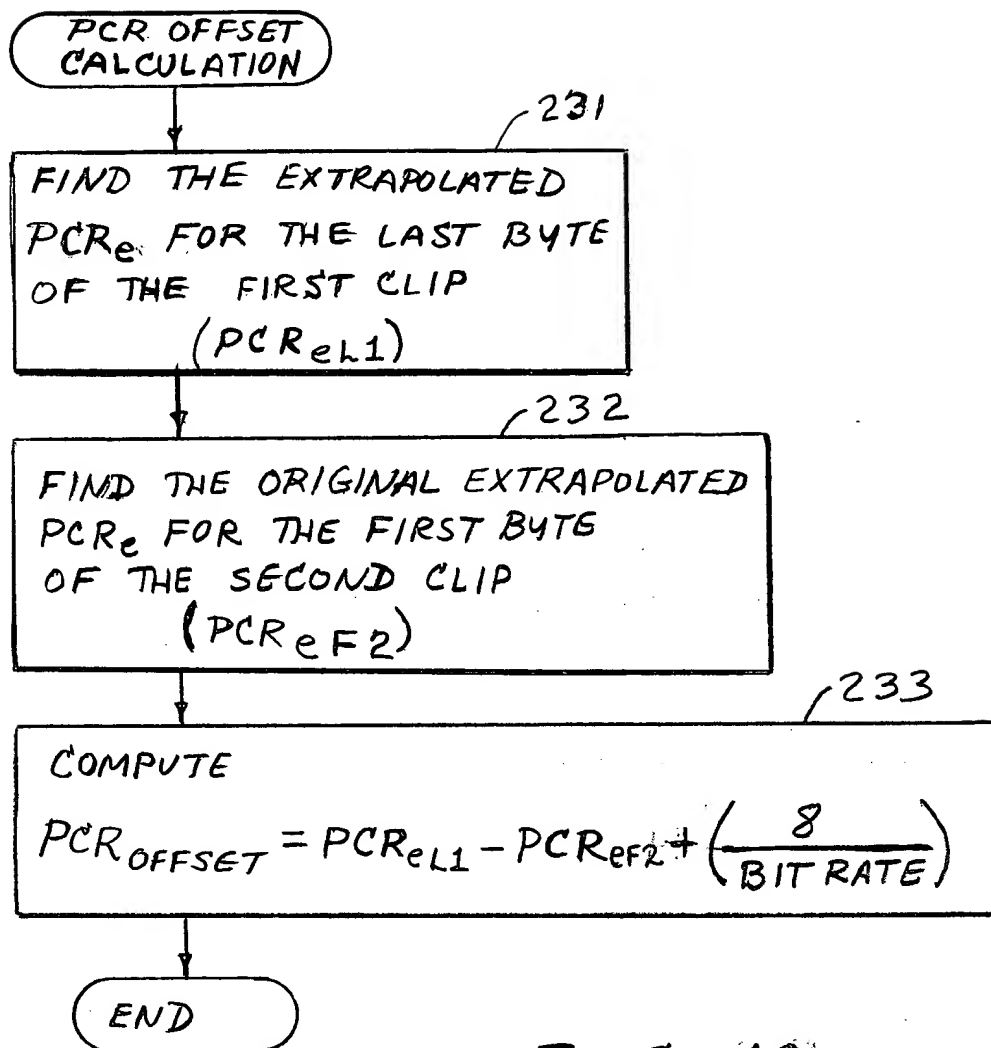 PCR OFFSET
CALCULATION
231
FIND THE EXTRAPOLATED
PCRe FOR THE LAST BYTE
OF THE FIRST CLIP
(PCReL1)
232
FIND THE ORIGINAL EXTRAPOLATED
PCRe FOR THE FIRST BYTE
OF THE SECOND CLIP
(PCReF2)
233
COMPUTE
PCROFFSET = PCReL1 - PCReF2 + (8 / BIT RATE)
END